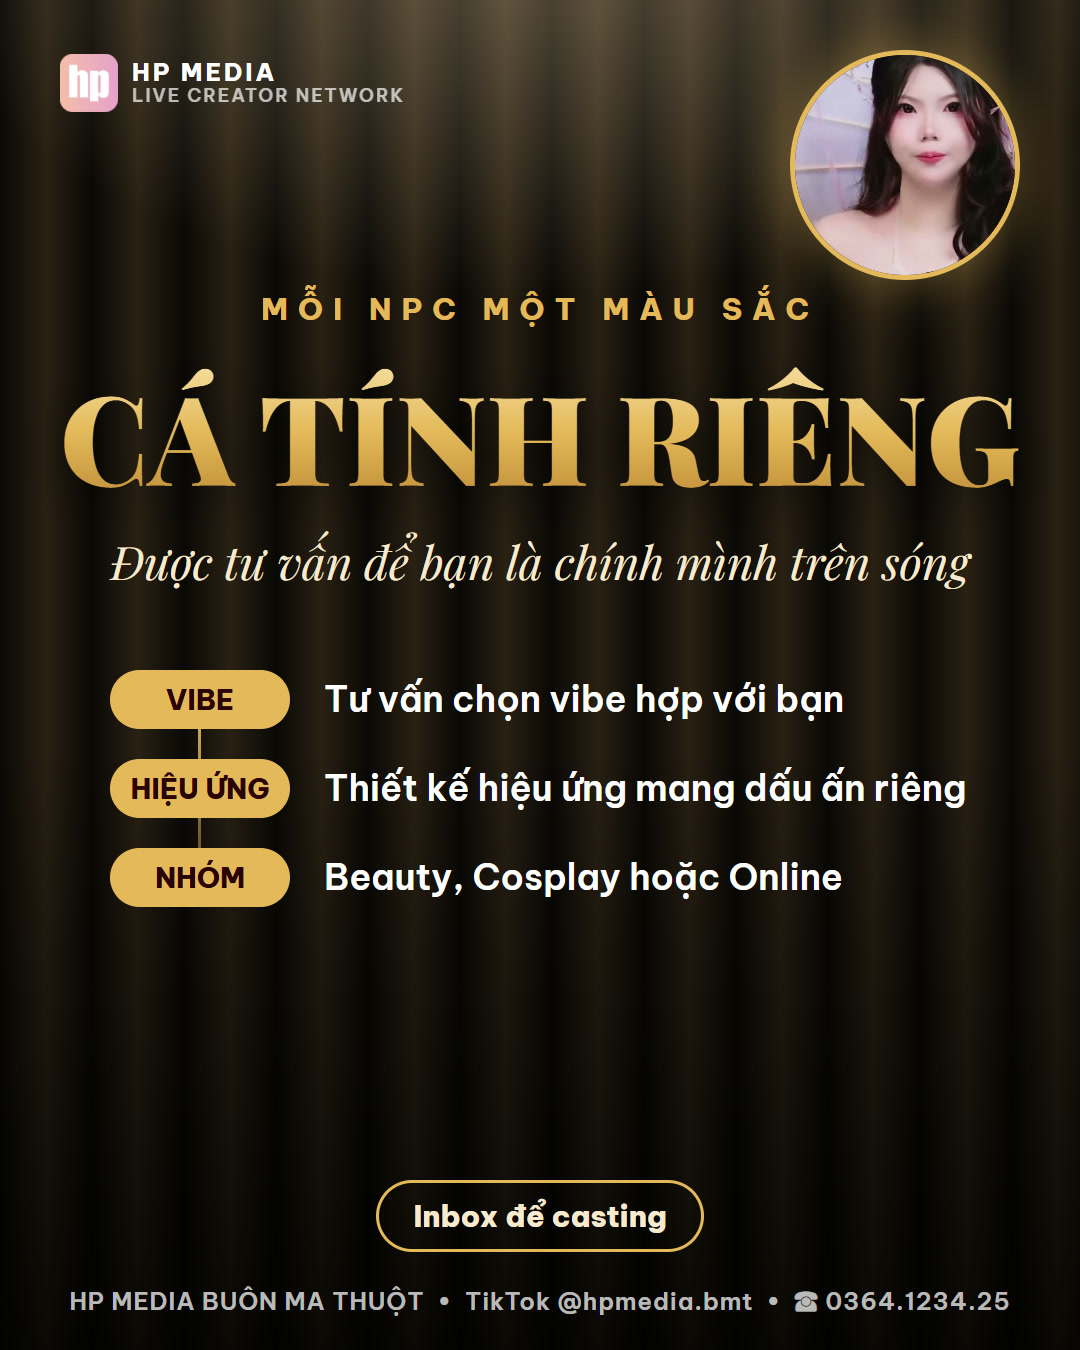 hp
HP MEDIA
LIVE CREATOR NETWORK
MỖI NPC MỘT MÀU SẮC
CÁ TÍNH RIÊNG
Được tư vấn để bạn là chính mình trên sóng
VIBE Tư vấn chọn vibe hợp với bạn
HIỆU ỨNG Thiết kế hiệu ứng mang dấu ấn riêng
NHÓM Beauty, Cosplay hoặc Online
Inbox để casting
HP MEDIA BUÔN MA THUỘT • TikTok @hpmedia.bmt • ☎ 0364.1234.25